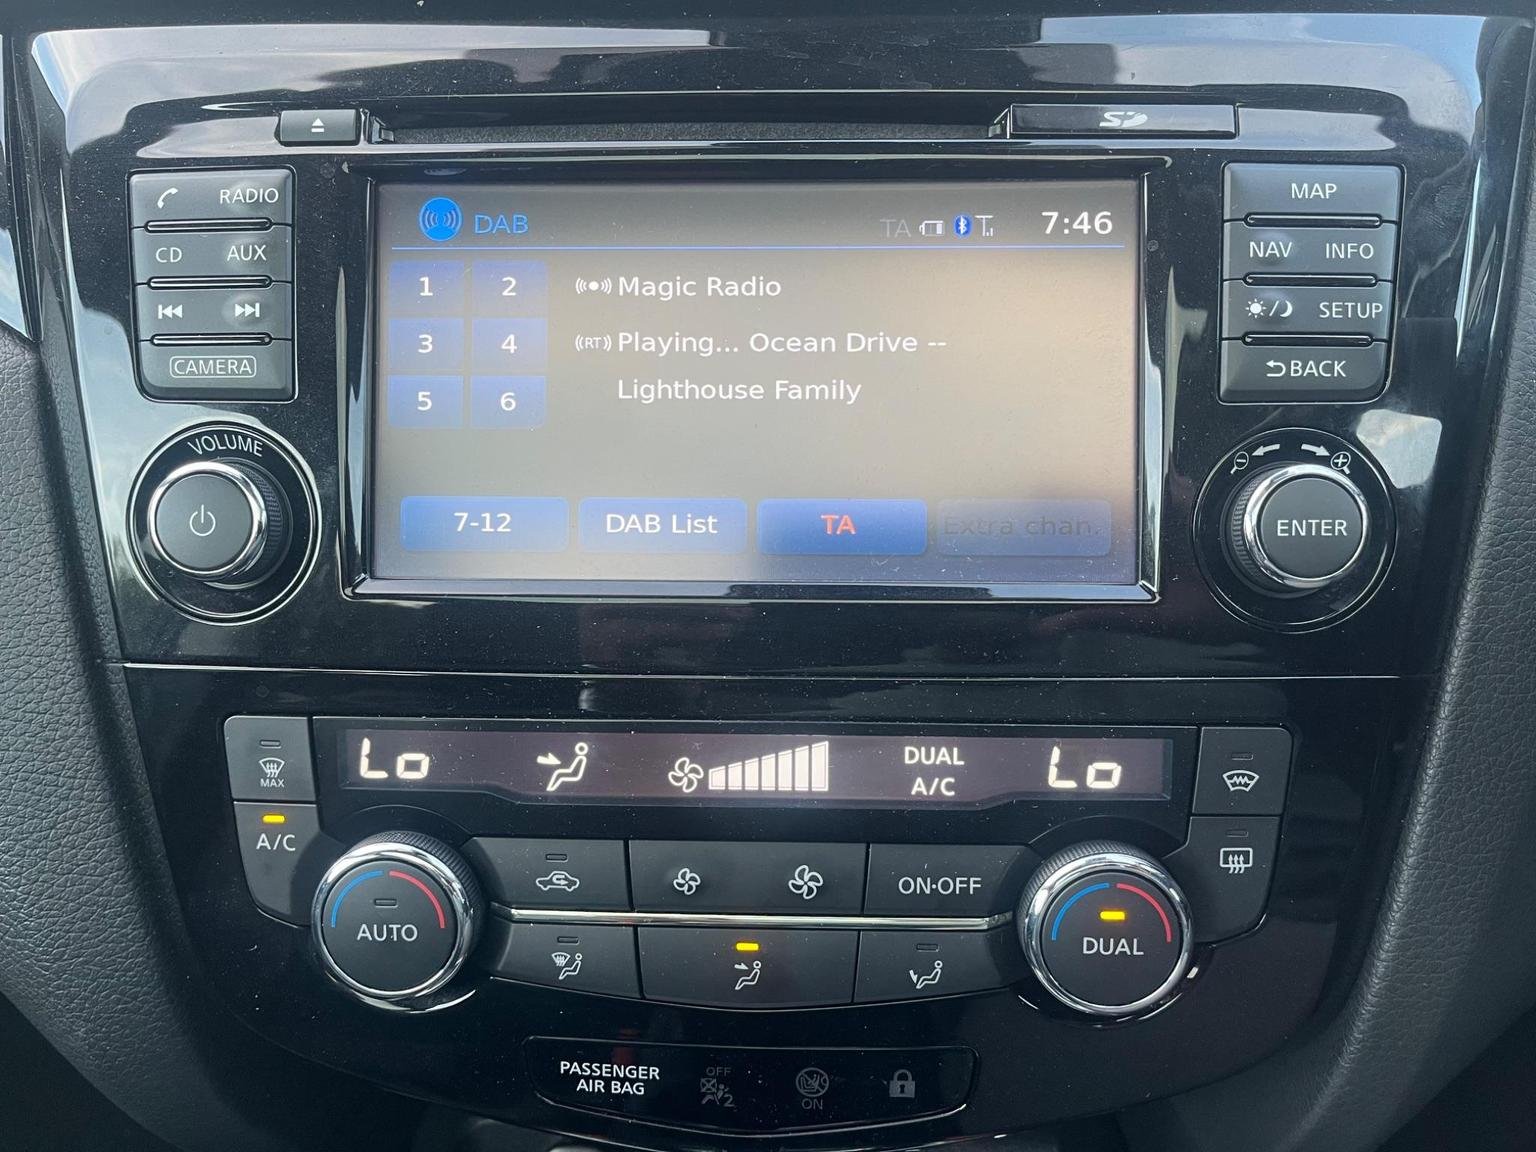 SD
RADIO
CD AUX
CAMERA
VOLUME
DAB
TA 7:46
1 2
3 4
5 6
Magic Radio
RT Playing... Ocean Drive --
Lighthouse Family
7-12 DAB List TA Extra chan.
MAP
NAV INFO
SETUP
BACK
ENTER
Lo DUAL Lo
A/C
MAX
A/C
AUTO
ON·OFF
DUAL
PASSENGER
AIR BAG
OFF
2
ON